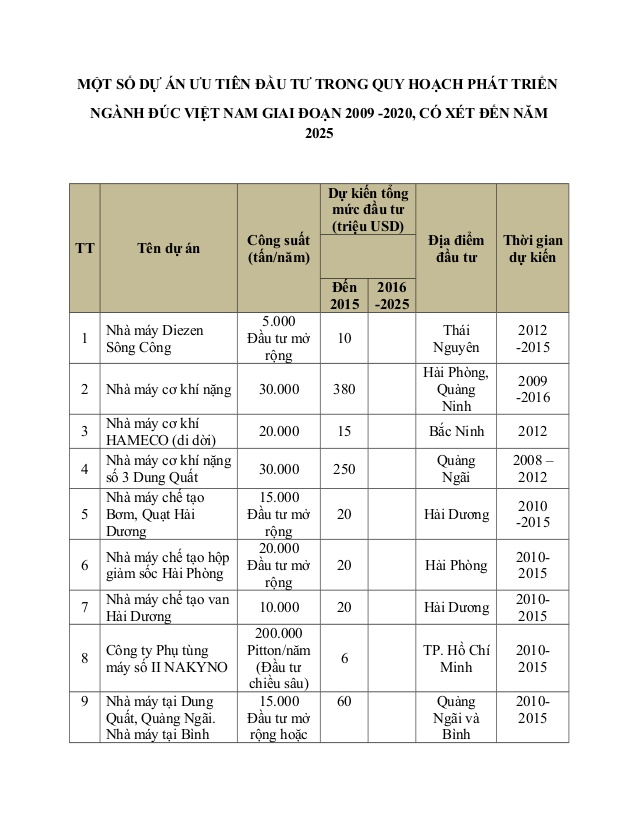 MỘT SỐ DỰ ÁN ƯU TIÊN ĐẦU TƯ TRONG QUY HOẠCH PHÁT TRIỂN
NGÀNH ĐÚC VIỆT NAM GIAI ĐOẠN 2009 -2020, CÓ XÉT ĐẾN NĂM
2025
TT
Tên dự án
Công suất
(tấn/năm)
Dự kiến tổng
mức đầu tư
(triệu USD)
Đến
2015
2016
-2025
Địa điểm
đầu tư
Thời gian
dự kiến
1
Nhà máy Diezen
Sông Công
5.000
Đầu tư mở
rộng
10
Thái
Nguyên
2012
-2015
2
Nhà máy cơ khí nặng
30.000
380
Hải Phòng,
Quảng
Ninh
2009
-2016
3
Nhà máy cơ khí
HAMECO (di dời)
20.000
15
Bắc Ninh
2012
4
Nhà máy cơ khí nặng
số 3 Dung Quất
30.000
250
Quảng
Ngãi
2008 –
2012
5
Nhà máy chế tạo
Bơm, Quạt Hải
Dương
15.000
Đầu tư mở
rộng
20
Hải Dương
2010
-2015
6
Nhà máy chế tạo hộp
giảm sốc Hải Phòng
20.000
Đầu tư mở
rộng
20
Hải Phòng
2010-
2015
7
Nhà máy chế tạo van
Hải Dương
10.000
20
Hải Dương
2010-
2015
8
Công ty Phụ tùng
máy số II NAKYNO
200.000
Pitton/năm
(Đầu tư
chiều sâu)
6
TP. Hồ Chí
Minh
2010-
2015
9
Nhà máy tại Dung
Quất, Quảng Ngãi.
Nhà máy tại Bình
15.000
Đầu tư mở
rộng hoặc
60
Quảng
Ngãi và
Bình
2010-
2015